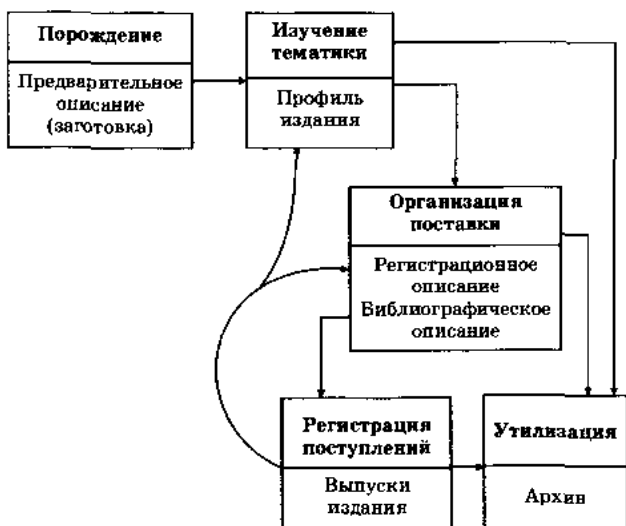 Порождение
Предварительное
описание
(заготовка)
Изучение
тематики
Профиль
издания
Организация
поставки
Регистрационное
описание
Библиографическое
описание
Регистрация
поступлений
Выпуски
издания
Утилизация
Архив